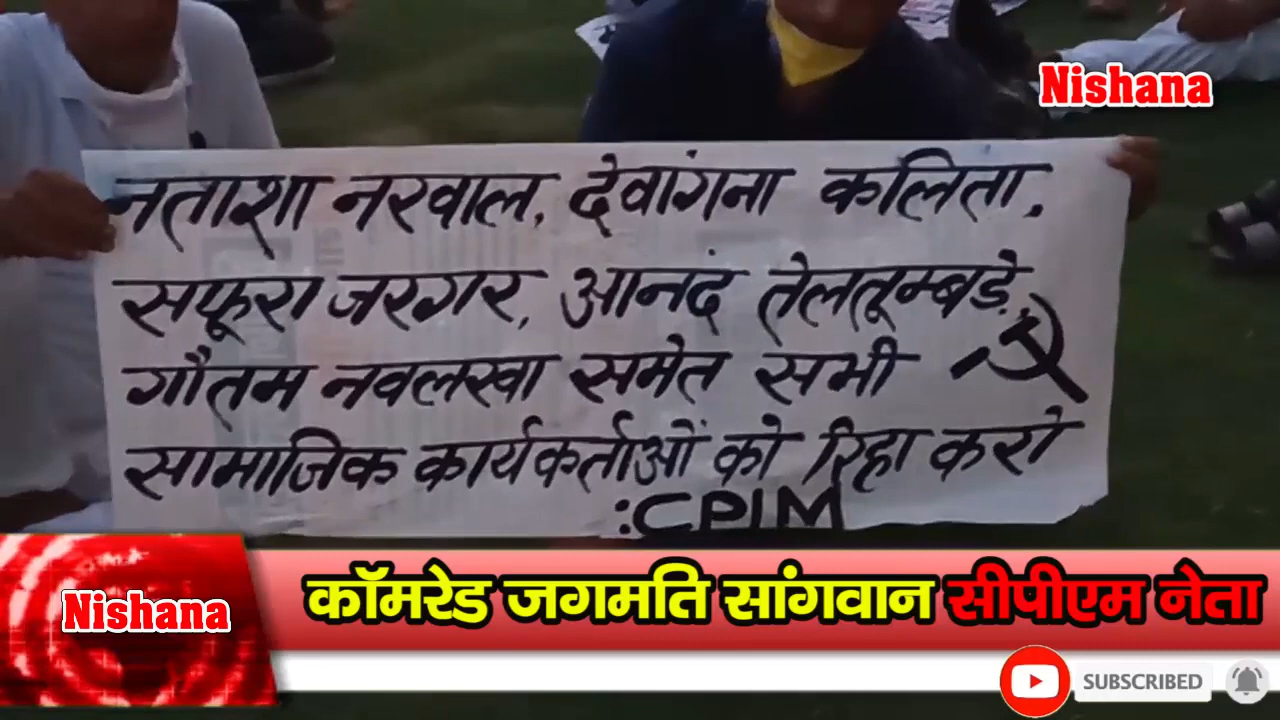 Nishana
नताशा नरवाल, देवांगना कलिता,
सफूरा जरगर, आनंद तेलतूम्बडे,
गौतम नवलखा समेत सभी
सामाजिक कार्यकर्ताओं को रिहा करो
:CPIM
Nishana
कॉमरेड जगमति सांगवान सीपीएम नेता
SUBSCRIBED